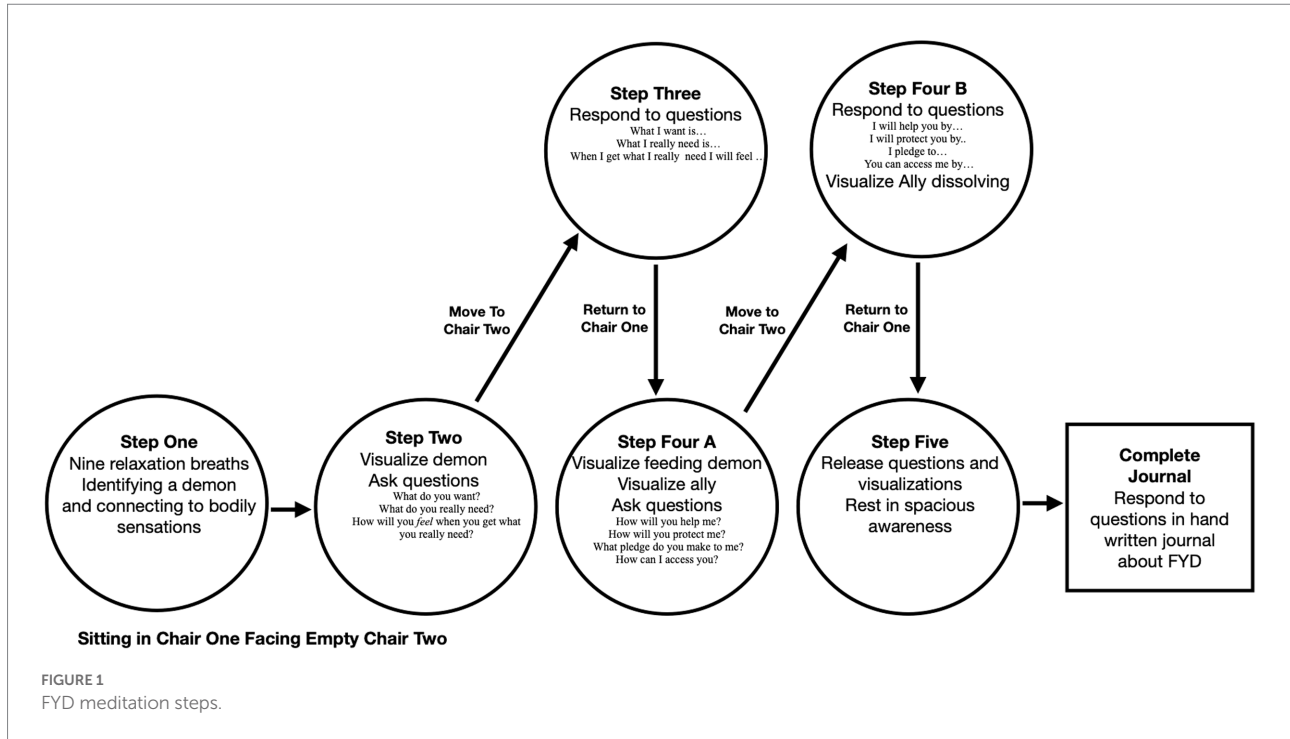 Step One
Nine relaxation breaths
Identifying a demon
and connecting to bodily
sensations
Step Two
Visualize demon
Ask questions
What do you want?
What do you really need?
How will you feel when you get what
you really need?
Move To
Chair Two
Step Three
Respond to questions
What I want is…
What I really need is…
When I get what I really need I will feel ..
Return to
Chair One
Step Four A
Visualize feeding demon
Visualize ally
Ask questions
How will you help me?
How will you protect me?
What pledge do you make to me?
How can I access you?
Move to
Chair Two
Step Four B
Respond to questions
I will help you by…
I will protect you by..
I pledge to…
You can access me by…
Visualize Ally dissolving
Return to
Chair One
Step Five
Release questions and
visualizations
Rest in spacious
awareness
Complete
Journal
Respond to
questions in hand
written journal
about FYD
Sitting in Chair One Facing Empty Chair Two
FIGURE 1
FYD meditation steps.